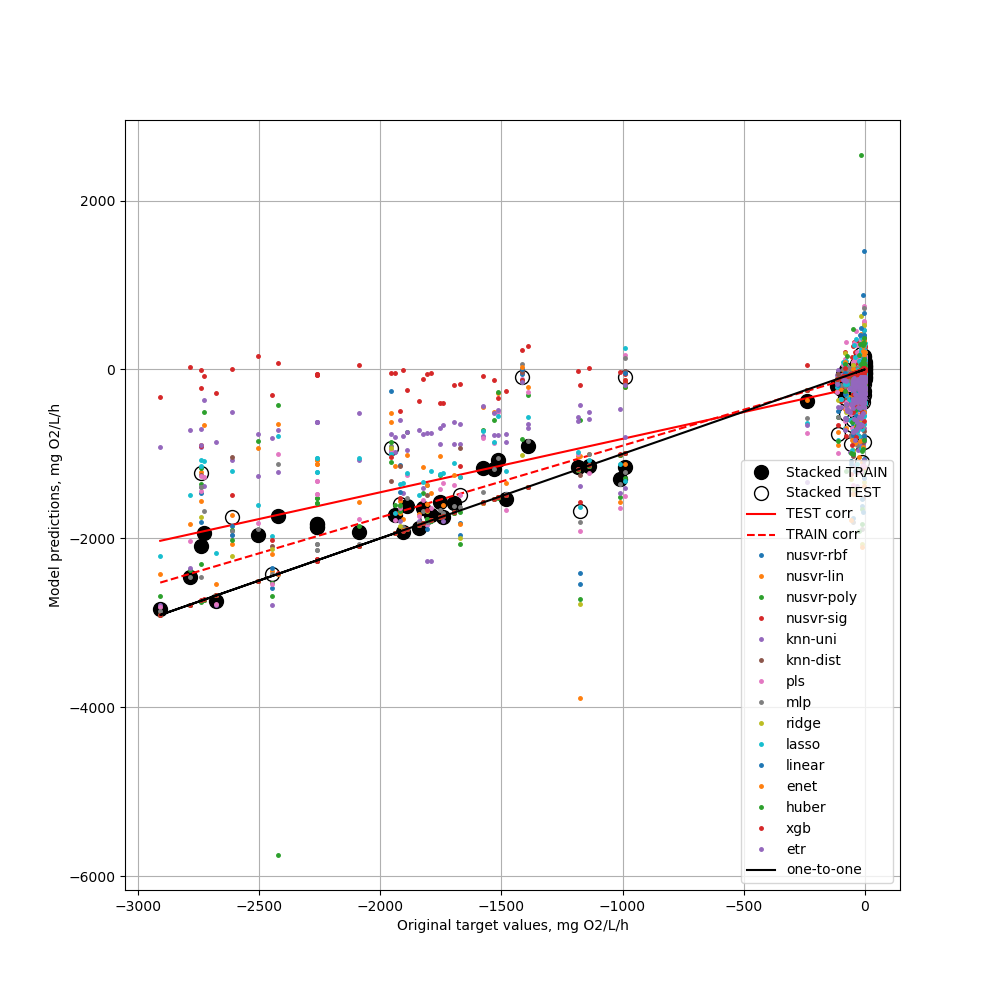 2000
0
−2000
−4000
−6000
Model predictions, mg O2/L/h
−3000
−2500
−2000
−1500
−1000
−500
0
Original target values, mg O2/L/h
Stacked TRAIN
Stacked TEST
TEST corr
TRAIN corr
nusvr-rbf
nusvr-lin
nusvr-poly
nusvr-sig
knn-uni
knn-dist
pls
mlp
ridge
lasso
linear
enet
huber
xgb
etr
one-to-one